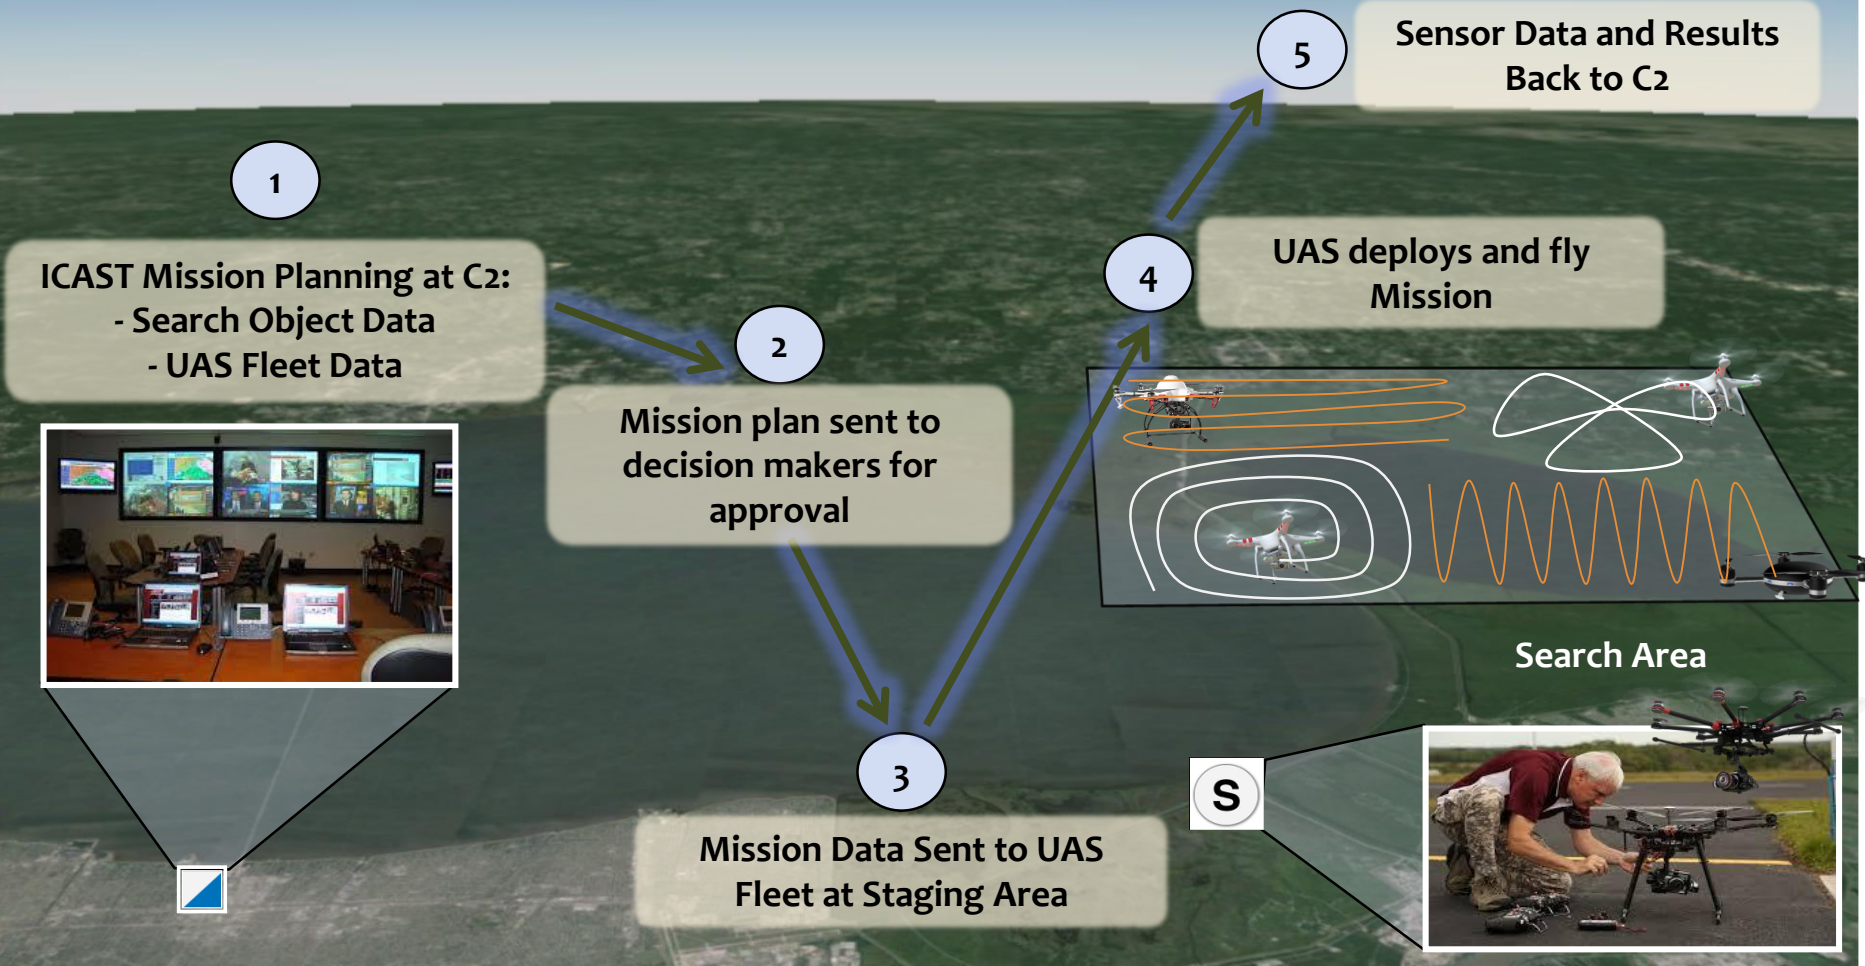 1
ICAST Mission Planning at C2:
- Search Object Data
- UAS Fleet Data
2
Mission plan sent to
decision makers for
approval
3
Mission Data Sent to UAS
Fleet at Staging Area
4
UAS deploys and fly
Mission
5
Sensor Data and Results
Back to C2
Search Area
S